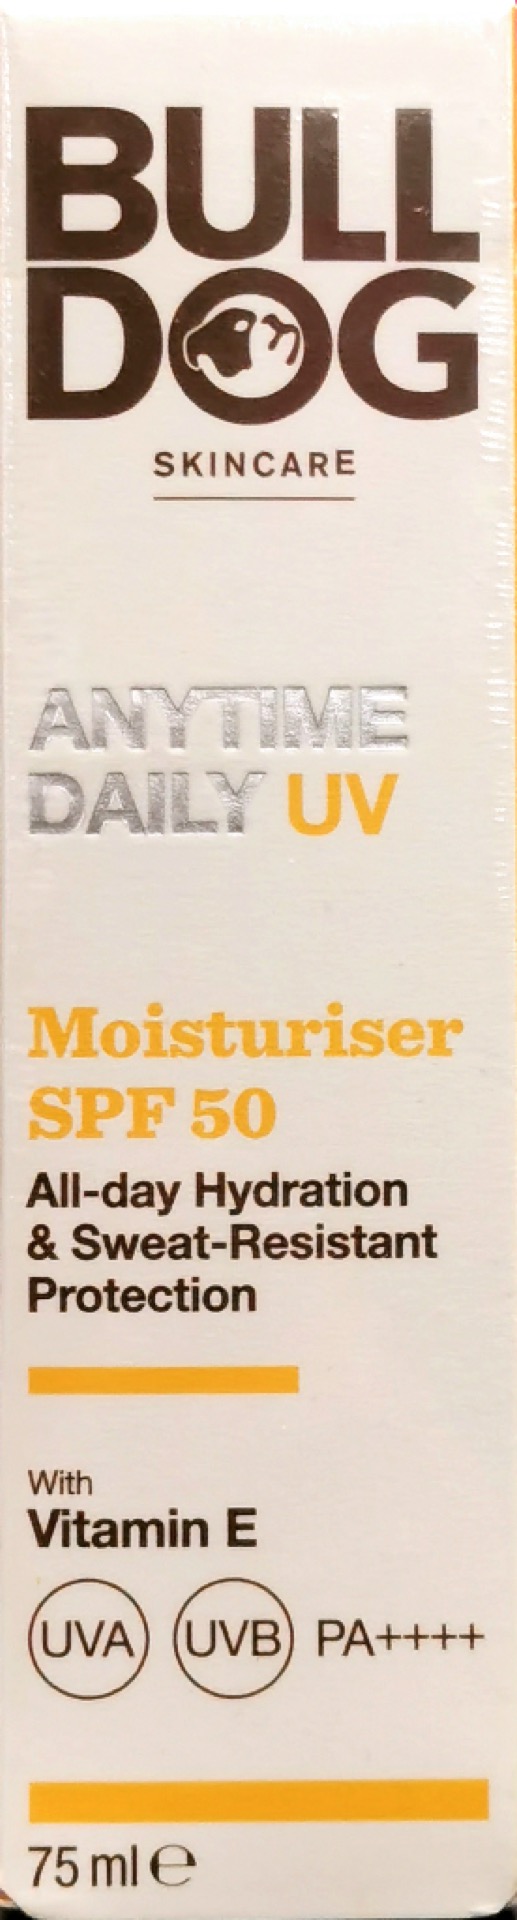 BULL
DOG
SKINCARE
ANYTIME
DAILY UV
Moisturiser
SPF 50
All-day Hydration
& Sweat-Resistant
Protection
With
Vitamin E
UVA UVB PA++++
75 ml ℮